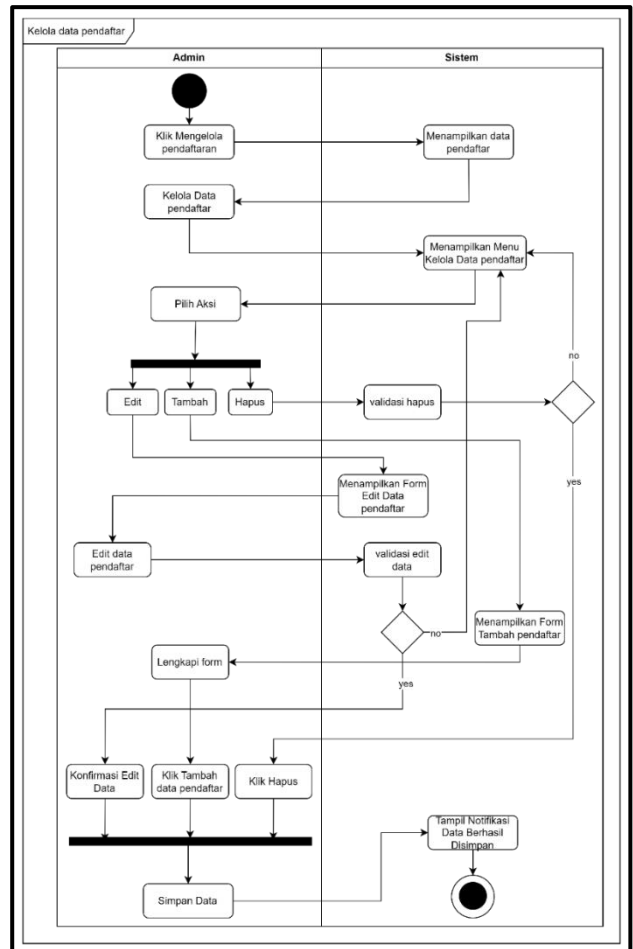 Kelola data pendaftar
Admin
Sistem
Klik Mengelola
pendaftaran
Menampilkan data
pendaftar
Kelola Data
pendaftar
Menampilkan Menu
Kelola Data pendaftar
Pilih Aksi
no
Edit
Tambah
Hapus
validasi hapus
yes
Menampilkan Form
Edit Data
pendaftar
Edit data
pendaftar
validasi edit
data
no
Menampilkan Form
Tambah pendaftar
Lengkapi form
yes
Konfirmasi Edit
Data
Klik Tambah
data pendaftar
Klik Hapus
Tampil Notifikasi
Data Berhasil
Disimpan
Simpan Data